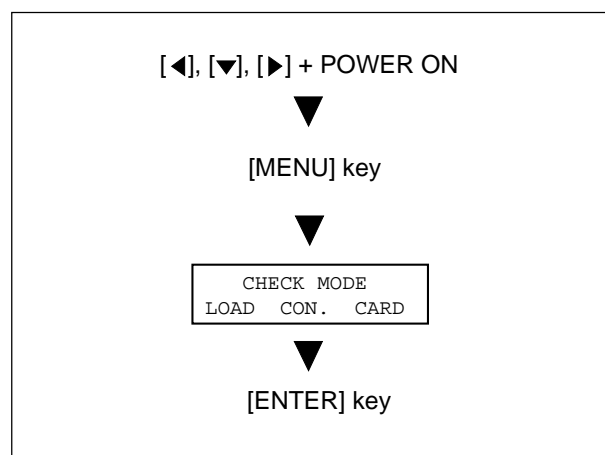 [◀], [▼], [▶] + POWER ON
[MENU] key
CHECK MODE
LOAD CON. CARD
[ENTER] key